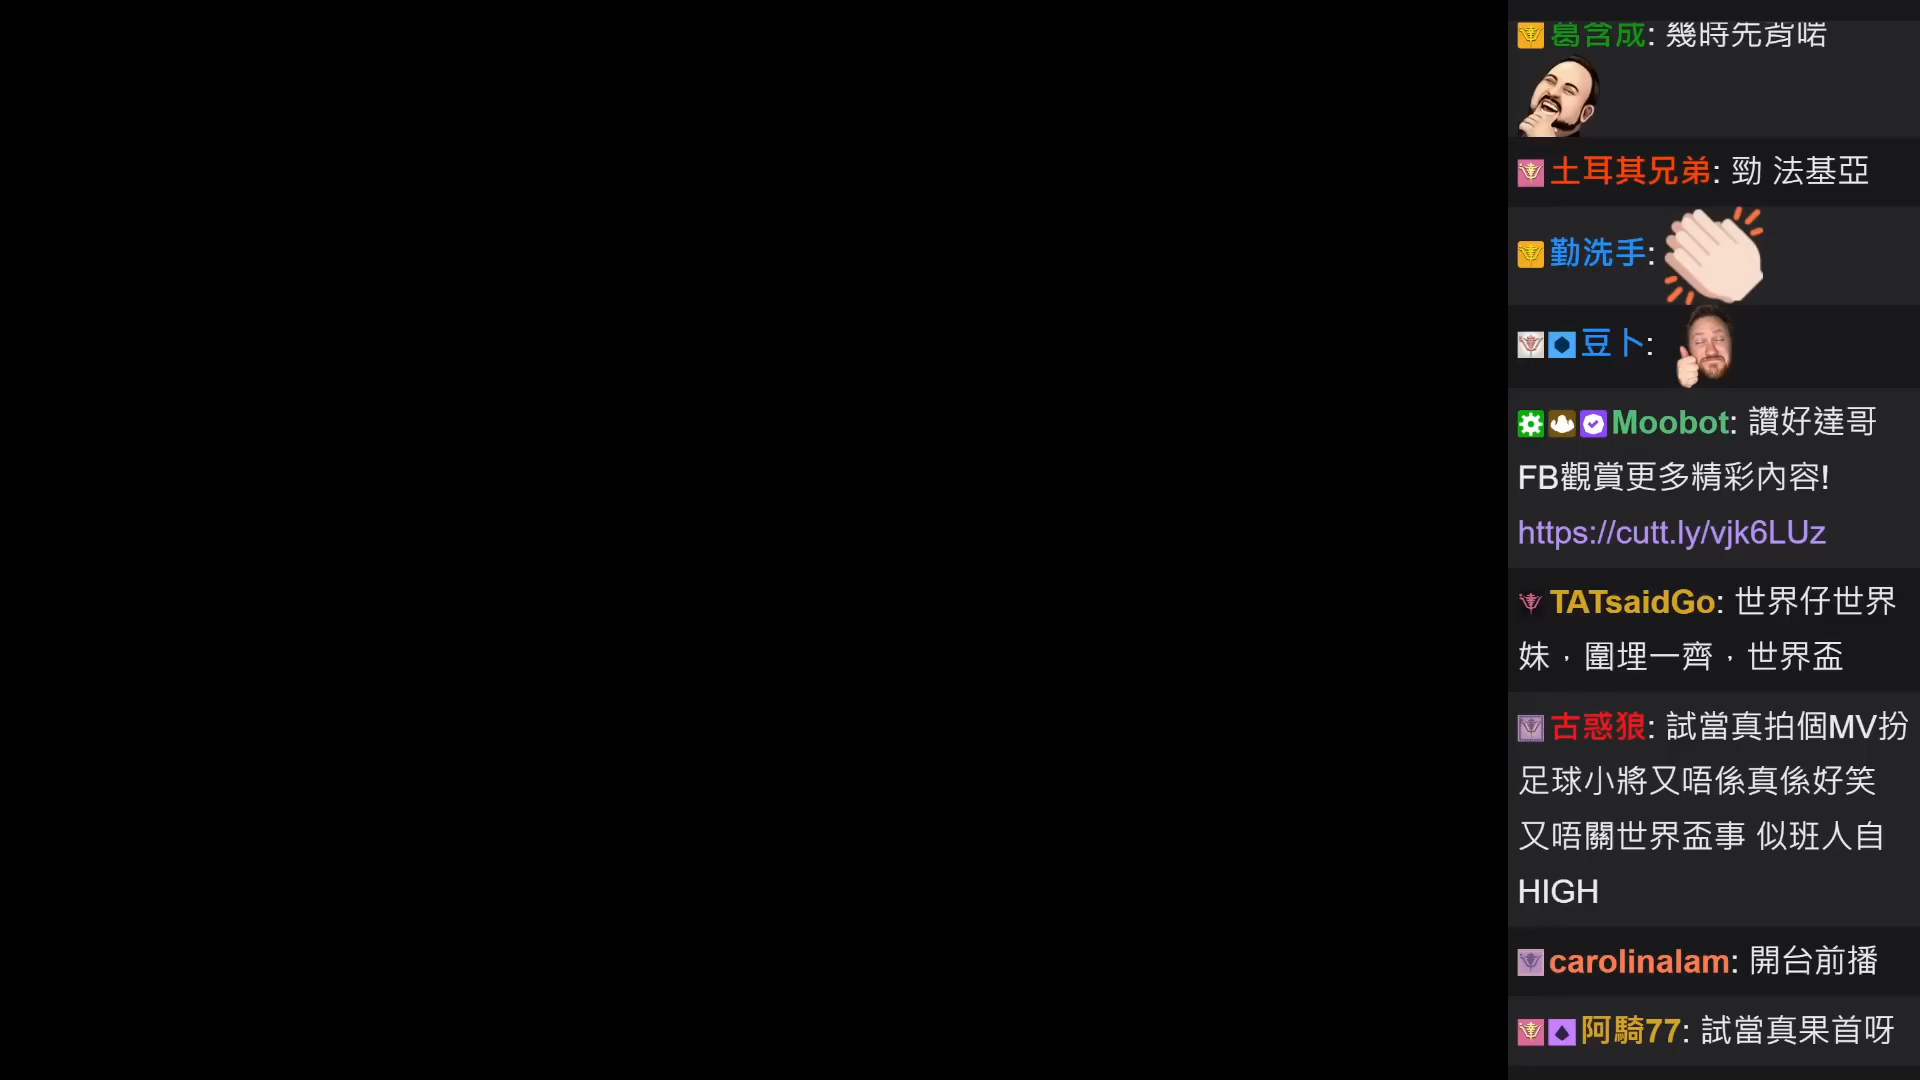 葛含成: 幾時先背啱
土耳其兄弟: 勁 法基亞
勤洗手:
豆卜:
Moobot: 讚好達哥
FB觀賞更多精彩內容!
https://cutt.ly/vjk6LUz
TATsaidGo: 世界仔世界
妹，圍埋一齊，世界盃
古惑狼: 試當真拍個MV扮
足球小將又唔係真係好笑
又唔關世界盃事 似班人自
HIGH
carolinalam: 開台前播
阿騎77: 試當真果首呀